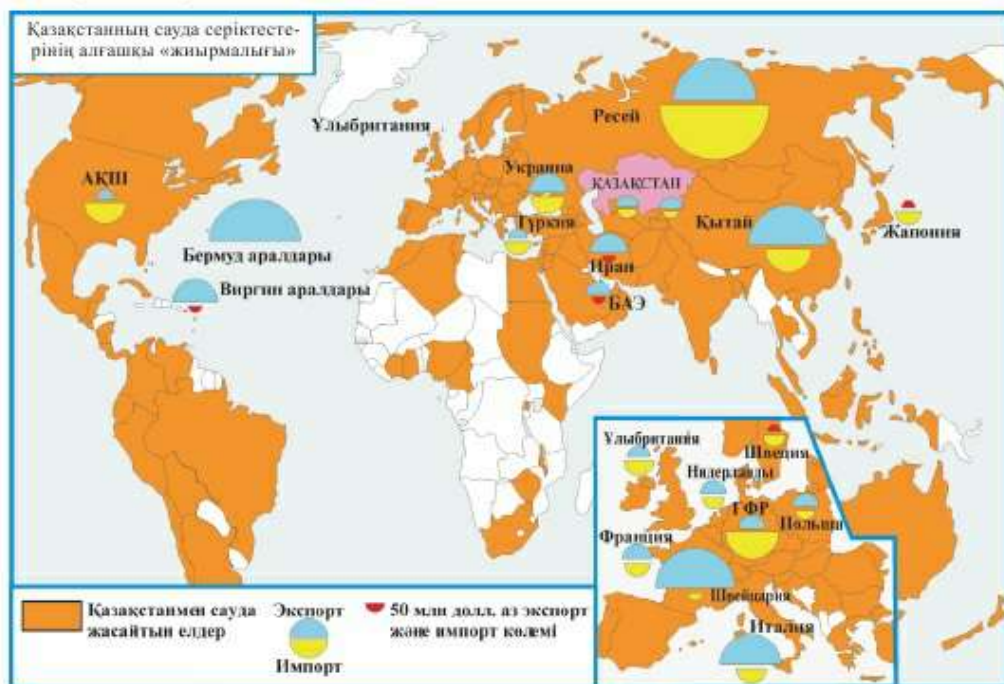 Қазақстанның сауда серіктесте-
рінің алғашқы «жиырмалығы»
Ұлыбритания
Ресей
Украина
АҚШ
ҚАЗАҚСТАН
Түркия
Қытай
Жапония
Бермуд аралдары
Иран
Виргин аралдары
БАЭ
Ұлыбритания
Швеция
Нидерланды
ГФР
Польша
Франция
Швейцария
Италия
Қазақстанмен сауда
жасайтын елдер
Экспорт
Импорт
50 млн долл. аз экспорт
және импорт көлемі